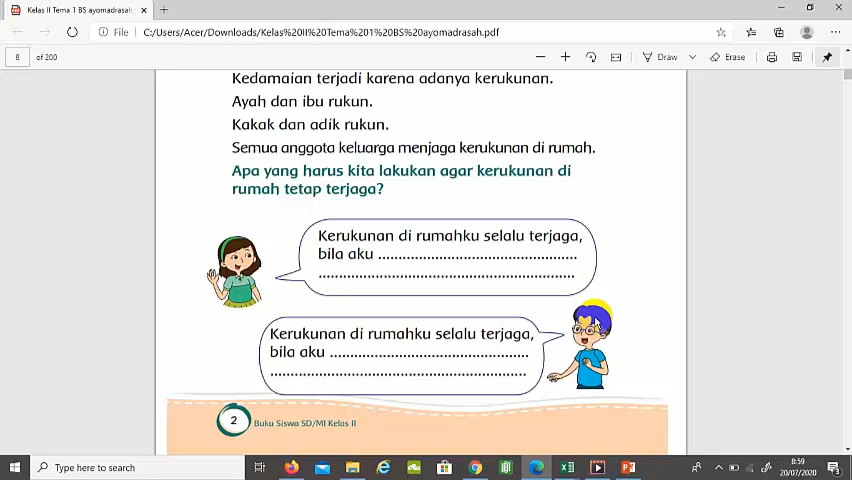 Kelas II Tema 1 BS ayomadrasah.
File
C:/Users/Acer/Downloads/Kelas%20II%20Tema%201%20BS%20ayomadrasah.pdf
8 of 200
Draw
Erase
Kedamaian terjadi karena adanya kerukunan.
Ayah dan ibu rukun.
Kakak dan adik rukun.
Semua anggota keluarga menjaga kerukunan di rumah.
Apa yang harus kita lakukan agar kerukunan di
rumah tetap terjaga?
Kerukunan di rumahku selalu terjaga,
bila aku ................................................
...............................................................
Kerukunan di rumahku selalu terjaga,
bila aku ................................................
...............................................................
2 Buku Siswa SD/MI Kelas II
Type here to search
8:59
20/07/2020
3